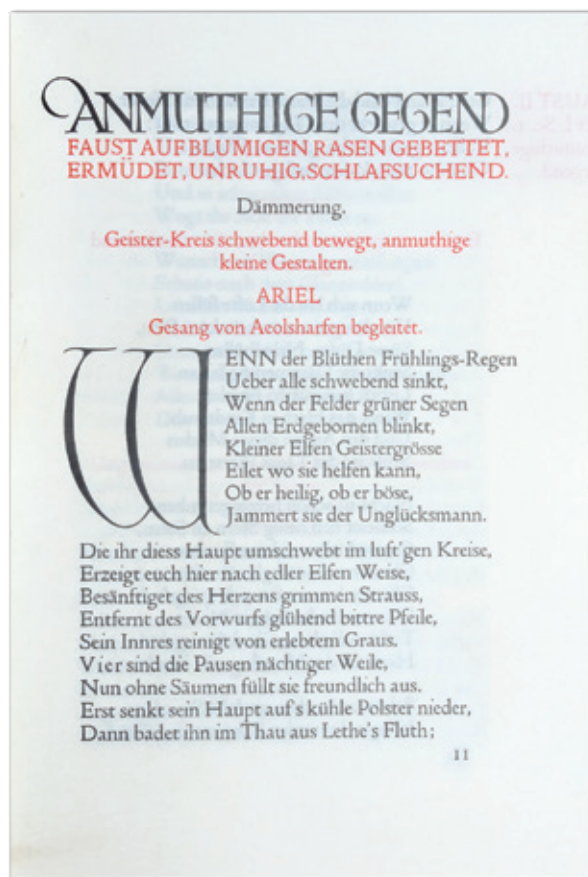 ANMUTHIGE GEGEND
FAUST AUF BLUMIGEN RASEN GEBETTET,
ERMÜDET, UNRUHIG, SCHLAFSUCHEND.
Dämmerung.
Geister-Kreis schwebend bewegt, anmuthige
kleine Gestalten.
ARIEL
Gesang von Aeolsharfen begleitet.
WENN der Blüthen Frühlings-Regen
Ueber alle schwebend sinkt,
Wenn der Felder grüner Segen
Allen Erdgebornen blinkt,
Kleiner Elfen Geistergrösse
Eilet wo sie helfen kann,
Ob er heilig, ob er böse,
Jammert sie der Unglücksmann.
Die ihr diess Haupt umschwebt im luft'gen Kreise,
Erzeigt euch hier nach edler Elfen Weise,
Besänftiget des Herzens grimmen Strauss,
Entfernt des Vorwurfs glühend bittre Pfeile,
Sein Innres reinigt von erlebtem Graus.
Vier sind die Pausen nächtiger Weile,
Nun ohne Säumen füllt sie freundlich aus.
Erst senkt sein Haupt auf's kühle Polster nieder,
Dann badet ihn im Thau aus Lethe's Fluth;
11